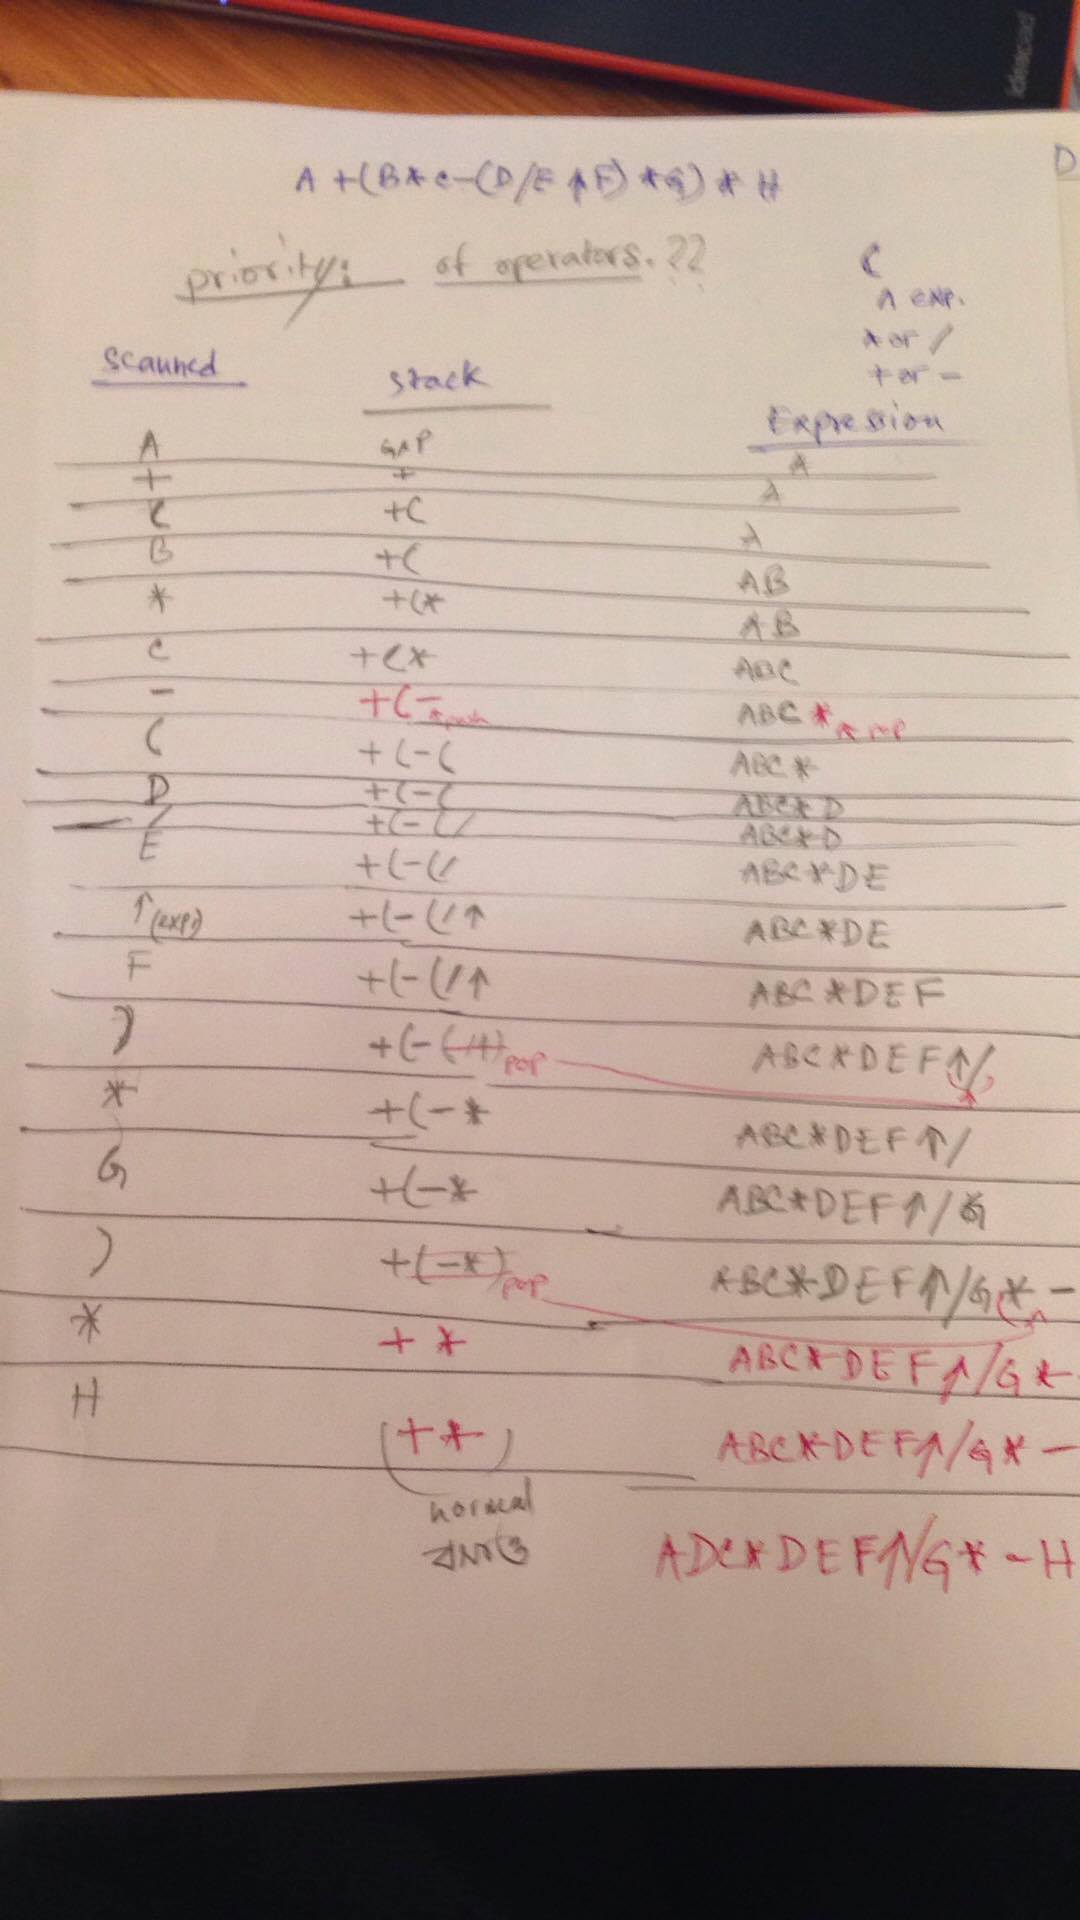 ideapad
D
A +(B*C-(D/E↑F)*G)*H
priority: of operators.??
(
^ exp.
* or /
+ or -
scanned stack Expression
A GAP A
+ + A
( +( A
B +( AB
* +(* AB
C +(* ABC
- +(- push ABC* pop
( +(-( ABC*
D +(-( ABC*D
/ +(-(/ ABC*D
E +(-(/ ABC*DE
↑(exp) +(-(/↑ ABC*DE
F +(-(/↑ ABC*DEF
) +(-(/↑) pop ABC*DEF↑/
* +(-* ABC*DEF↑/
G +(-* ABC*DEF↑/G
) +(-*) pop ABC*DEF↑/G*-
* +* ABC*DEF↑/G*
H (+*) ABC*DEF↑/G*-
normal
ADC*DEF↑/G*-H